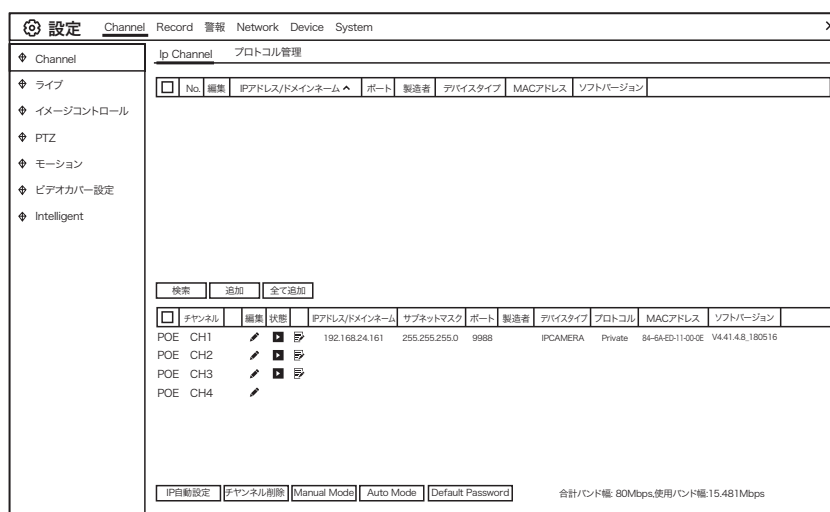 設定 Channel Record 警報 Network Device System
Channel
ライブ
イメージコントロール
PTZ
モーション
ビデオカバー設定
Intelligent
Ip Channel プロトコル管理
No. 編集 IPアドレス/ドメインネーム ポート 製造者 デバイスタイプ MACアドレス ソフトバージョン
検索 追加 全て追加
チヤンネル 編集 状態 IPアドレス/ドメインネーム サブネットマスク ポート 製造者 デバイスタイプ プロトコル MACアドレス ソフトバージョン
POE CH1 192.168.24.161 255.255.255.0 9988 IPCAMERA Private 84-6A-ED-11-00-0E V4.41.4.8_180516
POE CH2
POE CH3
POE CH4
IP自動設定 チヤンネル削除 Manual Mode Auto Mode Default Password 合計バンド幅: 80Mbps,使用バンド幅:15.481Mbps